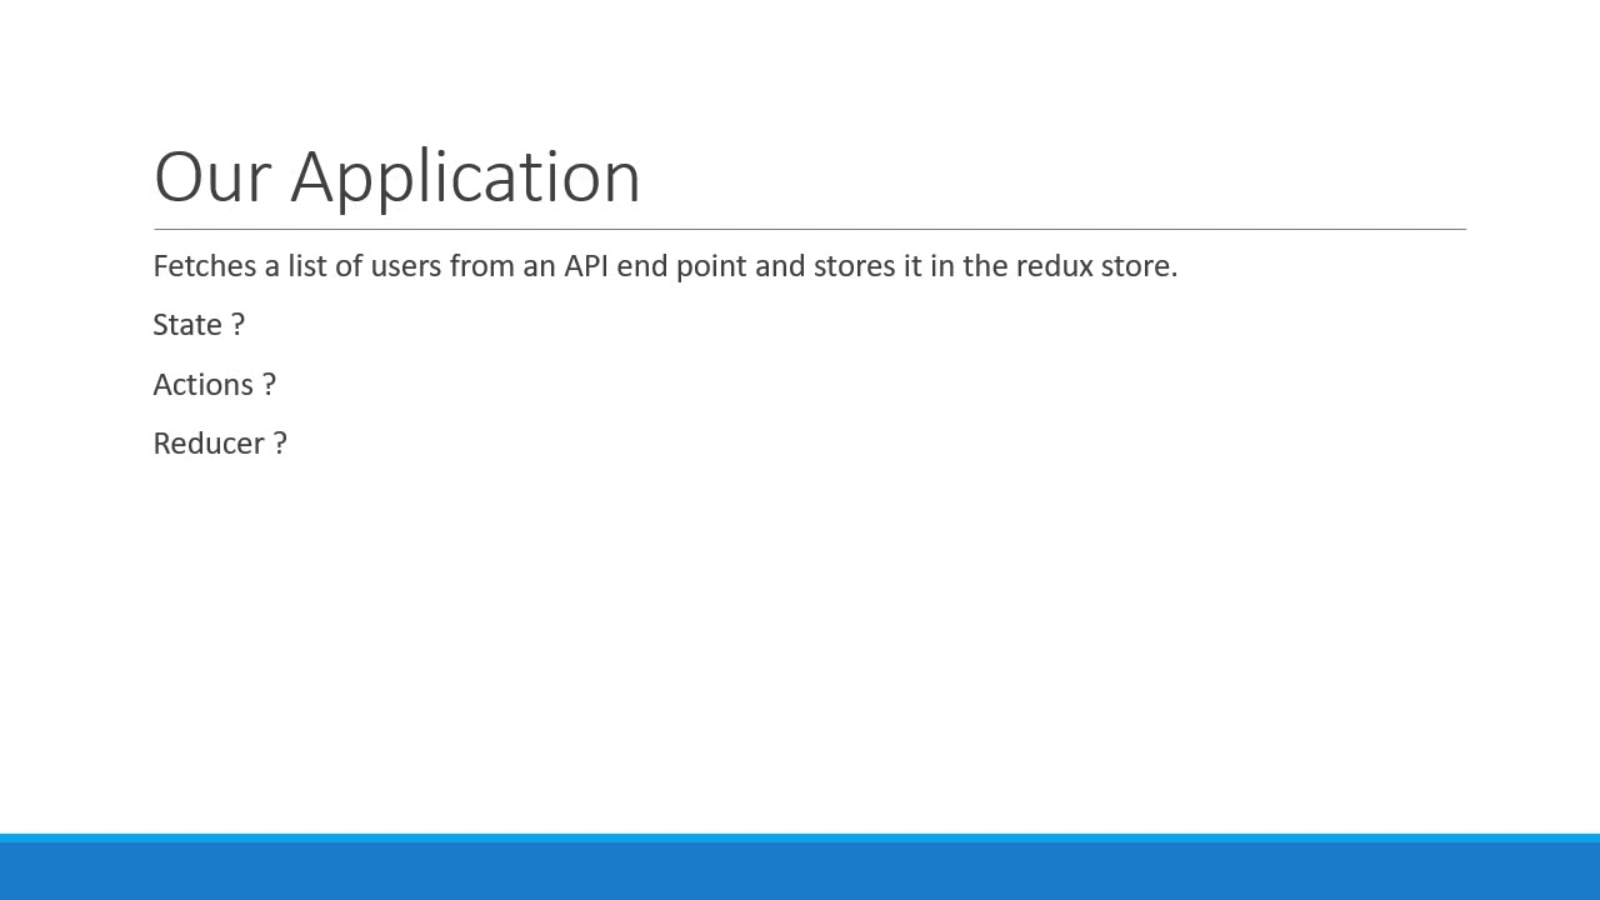 Our Application
Fetches a list of users from an API end point and stores it in the redux store.
State ?
Actions ?
Reducer ?